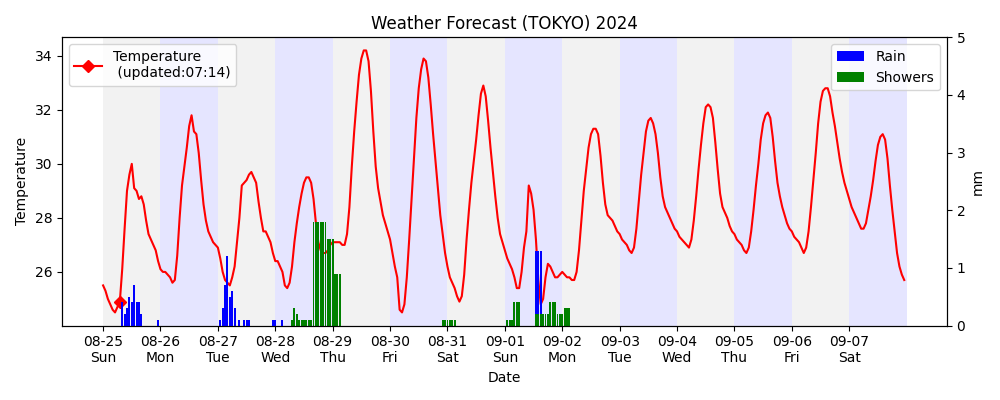 Weather Forecast (TOKYO) 2024
Temperature
(updated:07:14)
Rain
Showers
Temperature
34
32
30
28
26
5
4
3
2
1
0
mm
08-25 08-26 08-27 08-28 08-29 08-30 08-31 09-01 09-02 09-03 09-04 09-05 09-06 09-07
Sun Mon Tue Wed Thu Fri Sat Sun Mon Tue Wed Thu Fri Sat
Date